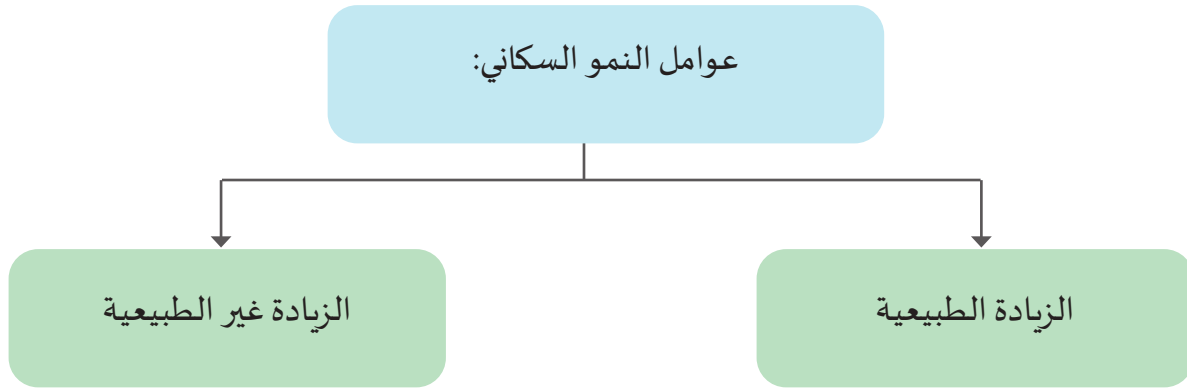 عوامل النمو السكاني:
الزيادة الطبيعية
الزيادة غير الطبيعية